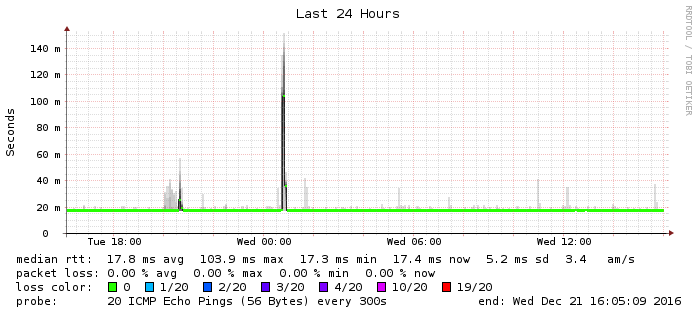 Last 24 Hours
RRDTOOL / TOBI OETIKER
Seconds
140 m
120 m
100 m
80 m
60 m
40 m
20 m
0
Tue 18:00 Wed 00:00 Wed 06:00 Wed 12:00
median rtt: 17.8 ms avg 103.9 ms max 17.3 ms min 17.4 ms now 5.2 ms sd 3.4 am/s
packet loss: 0.00 % avg 0.00 % max 0.00 % min 0.00 % now
loss color: 0 1/20 2/20 3/20 4/20 10/20 19/20
probe: 20 ICMP Echo Pings (56 Bytes) every 300s end: Wed Dec 21 16:05:09 2016